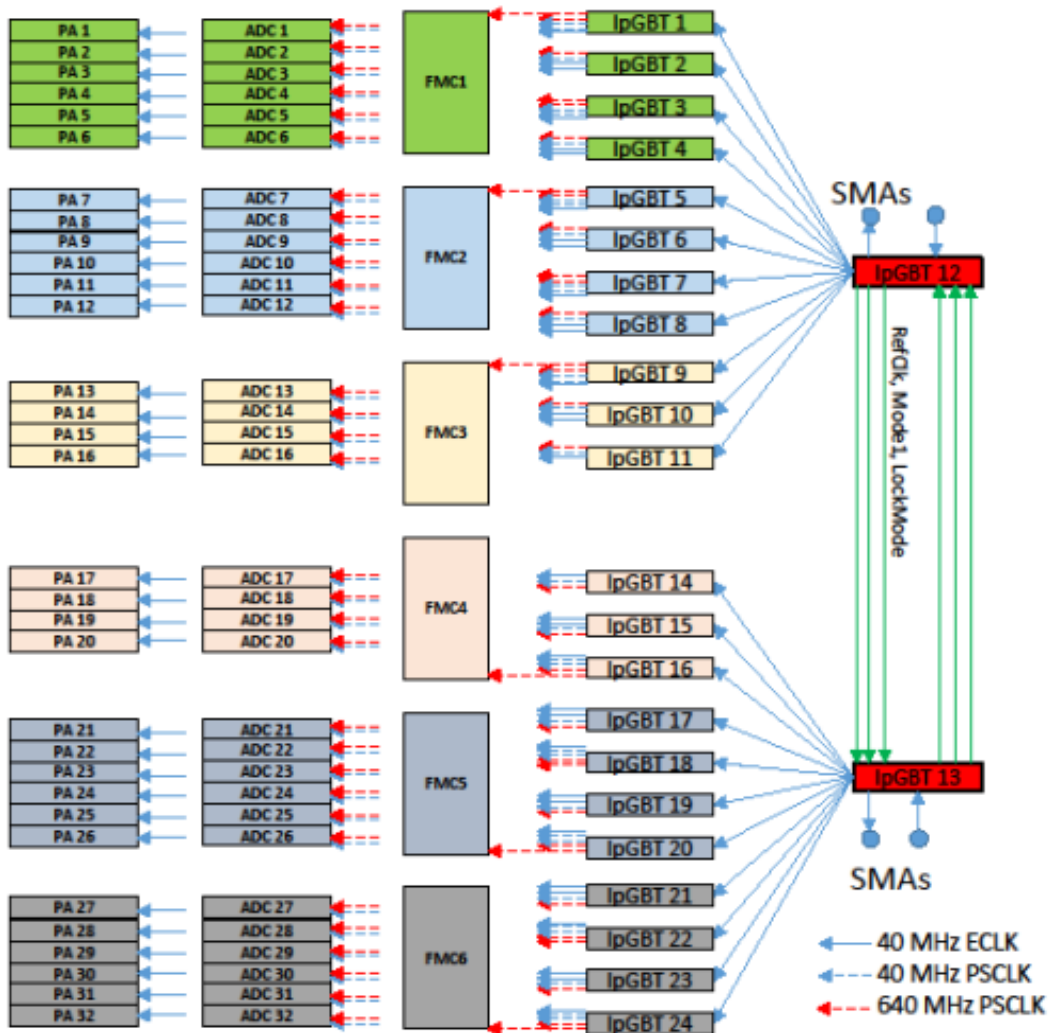 PA 1
PA 2
PA 3
PA 4
PA 5
PA 6
ADC 1
ADC 2
ADC 3
ADC 4
ADC 5
ADC 6
FMC1
lpGBT 1
lpGBT 2
lpGBT 3
lpGBT 4
PA 7
PA 8
PA 9
PA 10
PA 11
PA 12
ADC 7
ADC 8
ADC 9
ADC 10
ADC 11
ADC 12
FMC2
lpGBT 5
lpGBT 6
lpGBT 7
lpGBT 8
SMAs
lpGBT 12
PA 13
PA 14
PA 15
PA 16
ADC 13
ADC 14
ADC 15
ADC 16
FMC3
lpGBT 9
lpGBT 10
lpGBT 11
RefClk, Mode1, LockMode
PA 17
PA 18
PA 19
PA 20
ADC 17
ADC 18
ADC 19
ADC 20
FMC4
lpGBT 14
lpGBT 15
lpGBT 16
PA 21
PA 22
PA 23
PA 24
PA 25
PA 26
ADC 21
ADC 22
ADC 23
ADC 24
ADC 25
ADC 26
FMC5
lpGBT 17
lpGBT 18
lpGBT 19
lpGBT 20
lpGBT 13
SMAs
PA 27
PA 28
PA 29
PA 30
PA 31
PA 32
ADC 27
ADC 28
ADC 29
ADC 30
ADC 31
ADC 32
FMC6
lpGBT 21
lpGBT 22
lpGBT 23
lpGBT 24
40 MHz ECLK
40 MHz PSCLK
640 MHz PSCLK